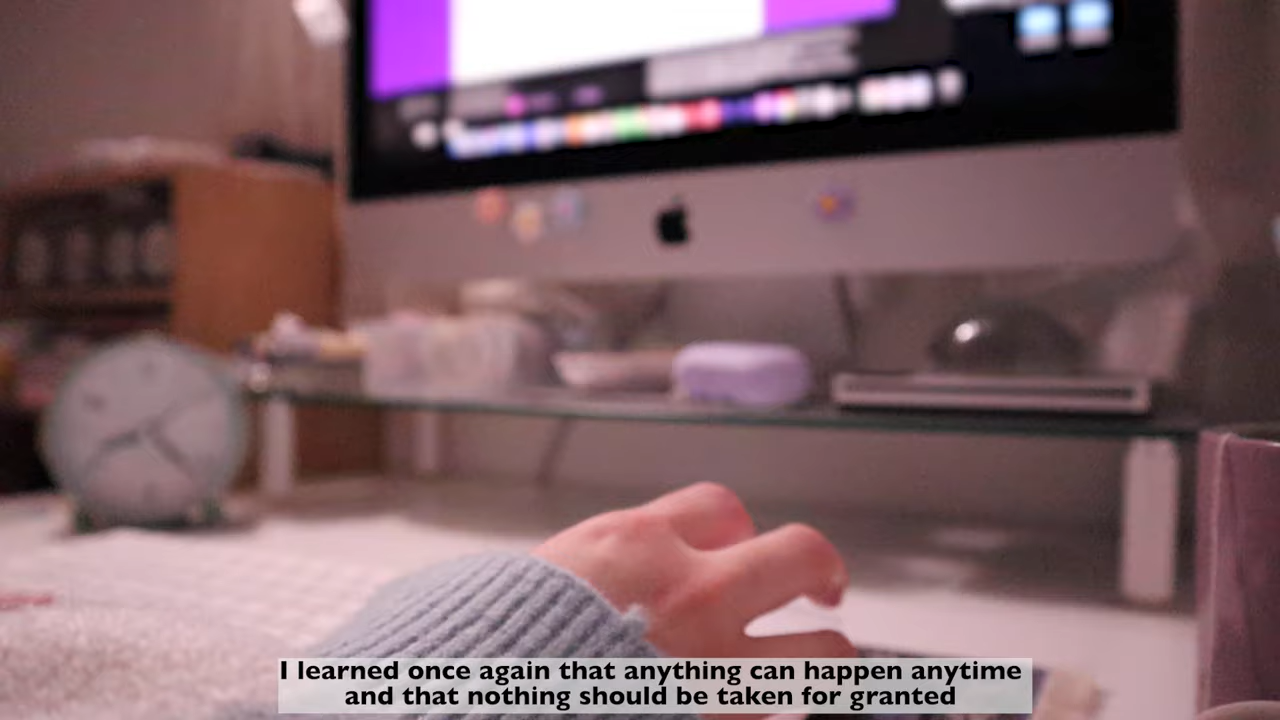 I learned once again that anything can happen anytime
and that nothing should be taken for granted